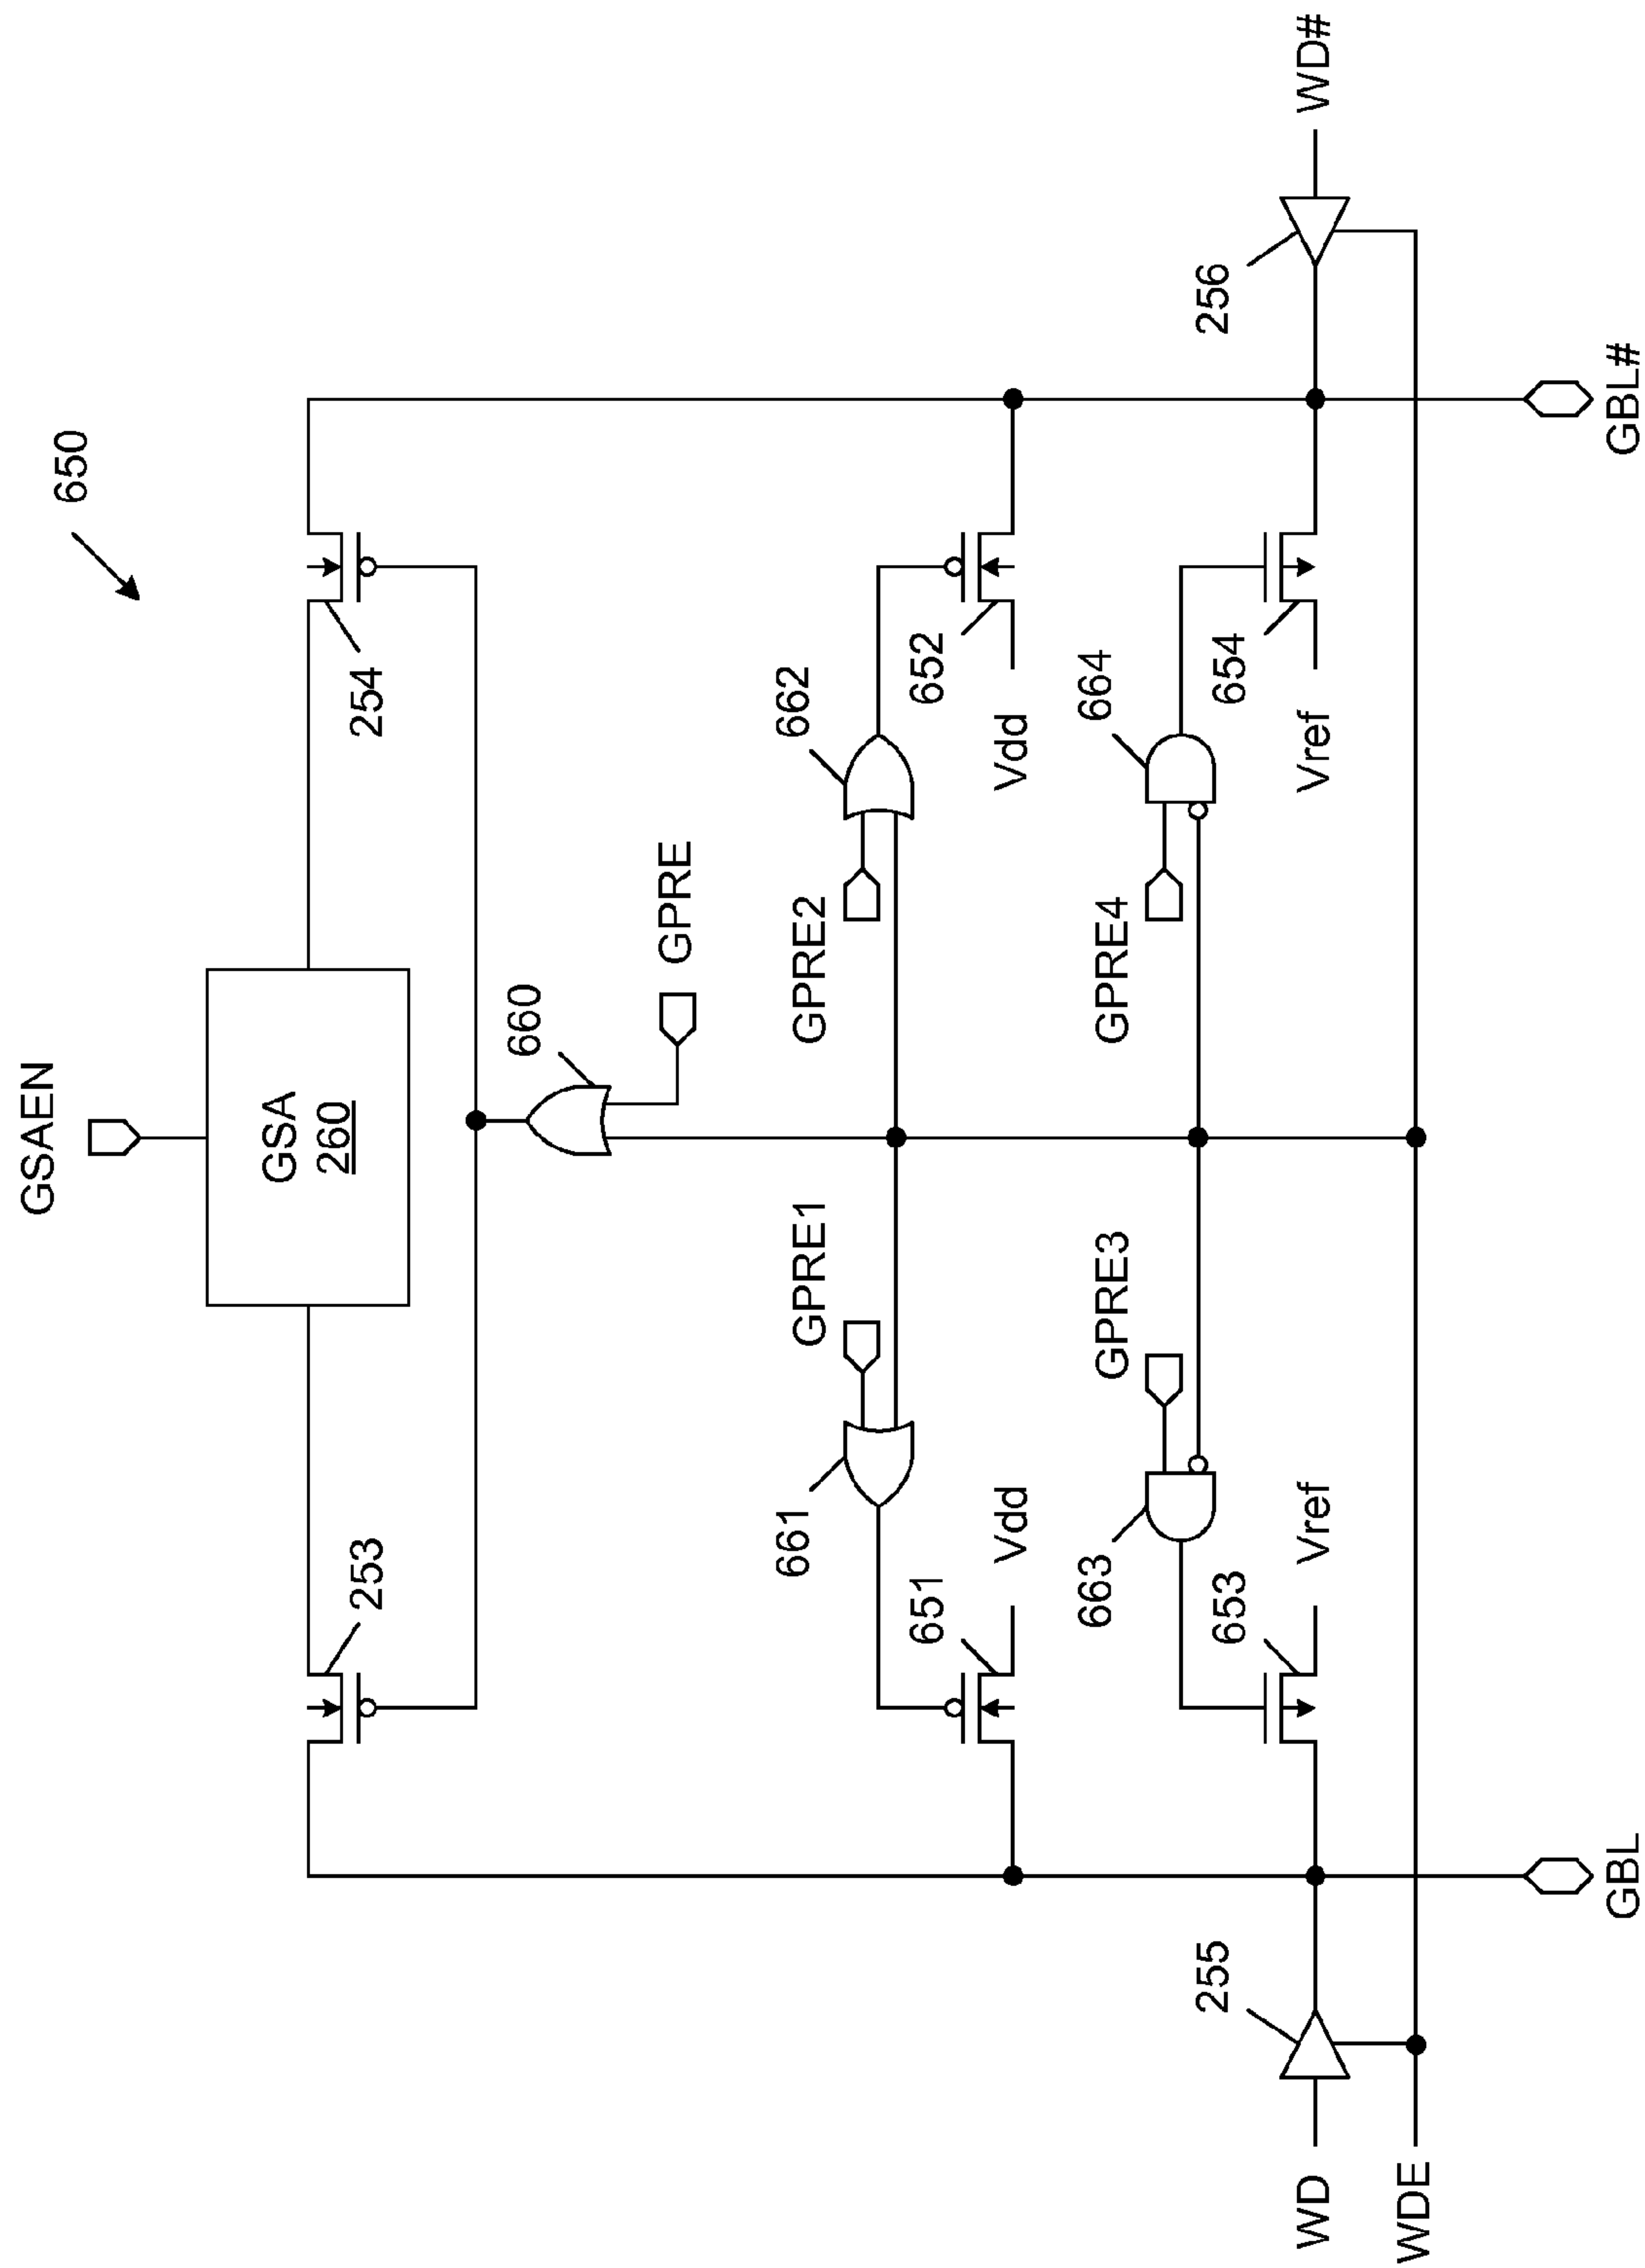 650
GSAEN
GSA
260
253
254
660
GPRE
GPRE1
GPRE2
661
662
651
652
Vdd
Vdd
GPRE3
GPRE4
663
664
653
654
Vref
Vref
255
256
WD
WD#
WDE
GBL
GBL#